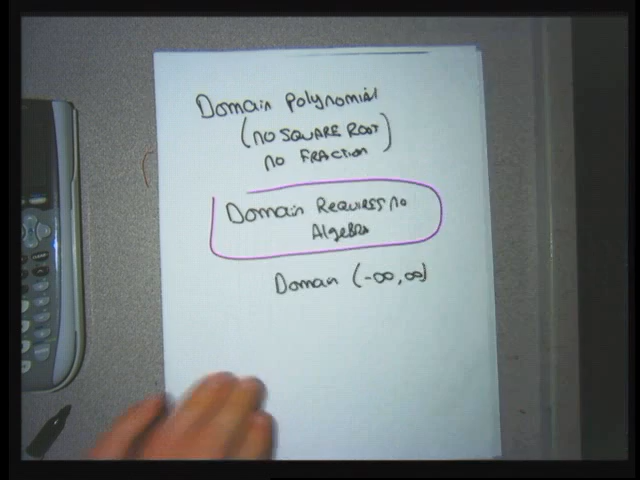 Domain Polynomial
(NO SQUARE ROOT
NO FRACTION)
Domain Requires no
Algebra
Domain (-∞, ∞)